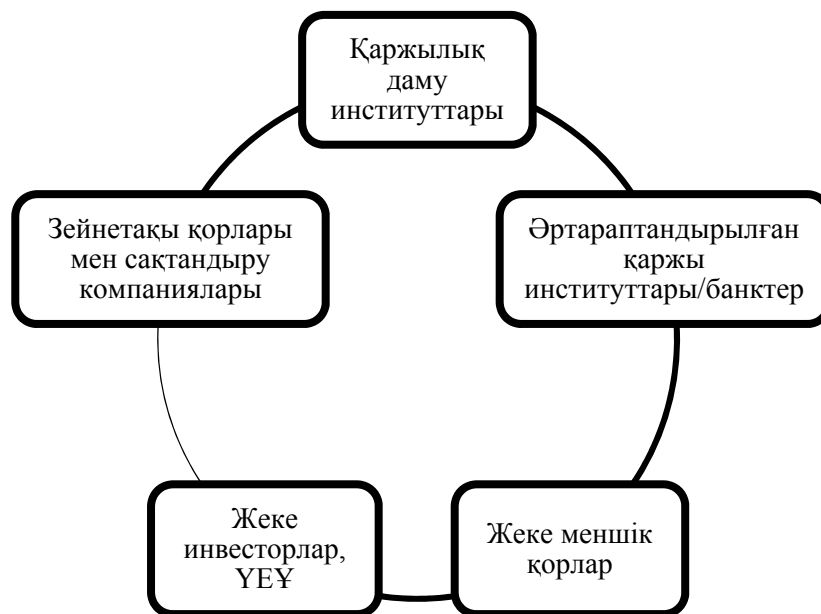 Қаржылық
даму
институттары
Зейнетақы қорлары
мен сақтандыру
компаниялары
Әртараптандырылған
қаржы
институттары/банктер
Жеке
инвесторлар,
ҮЕҰ
Жеке меншік
қорлар